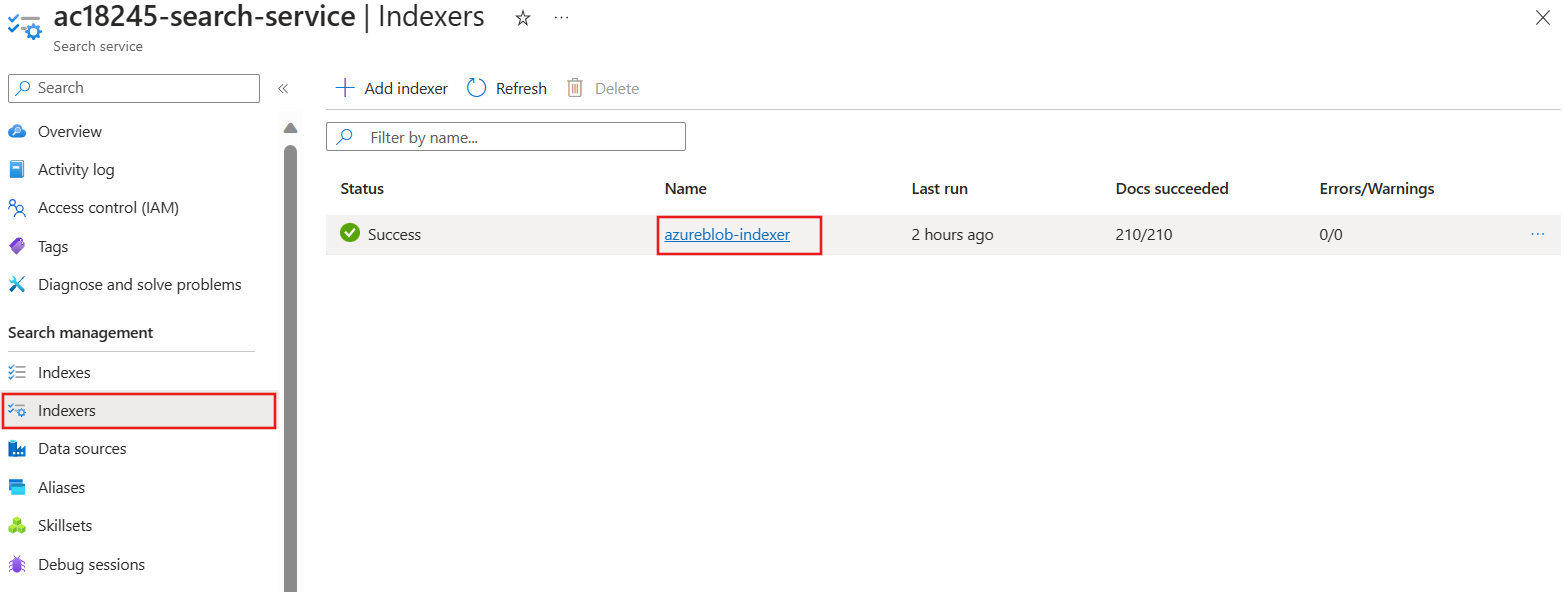 ac18245-search-service | Indexers
Search service
Search
Add indexer Refresh Delete
Filter by name...
Overview
Activity log
Access control (IAM)
Tags
Diagnose and solve problems
Search management
Indexes
Indexers
Data sources
Aliases
Skillsets
Debug sessions
Status Name Last run Docs succeeded Errors/Warnings
Success azureblob-indexer 2 hours ago 210/210 0/0